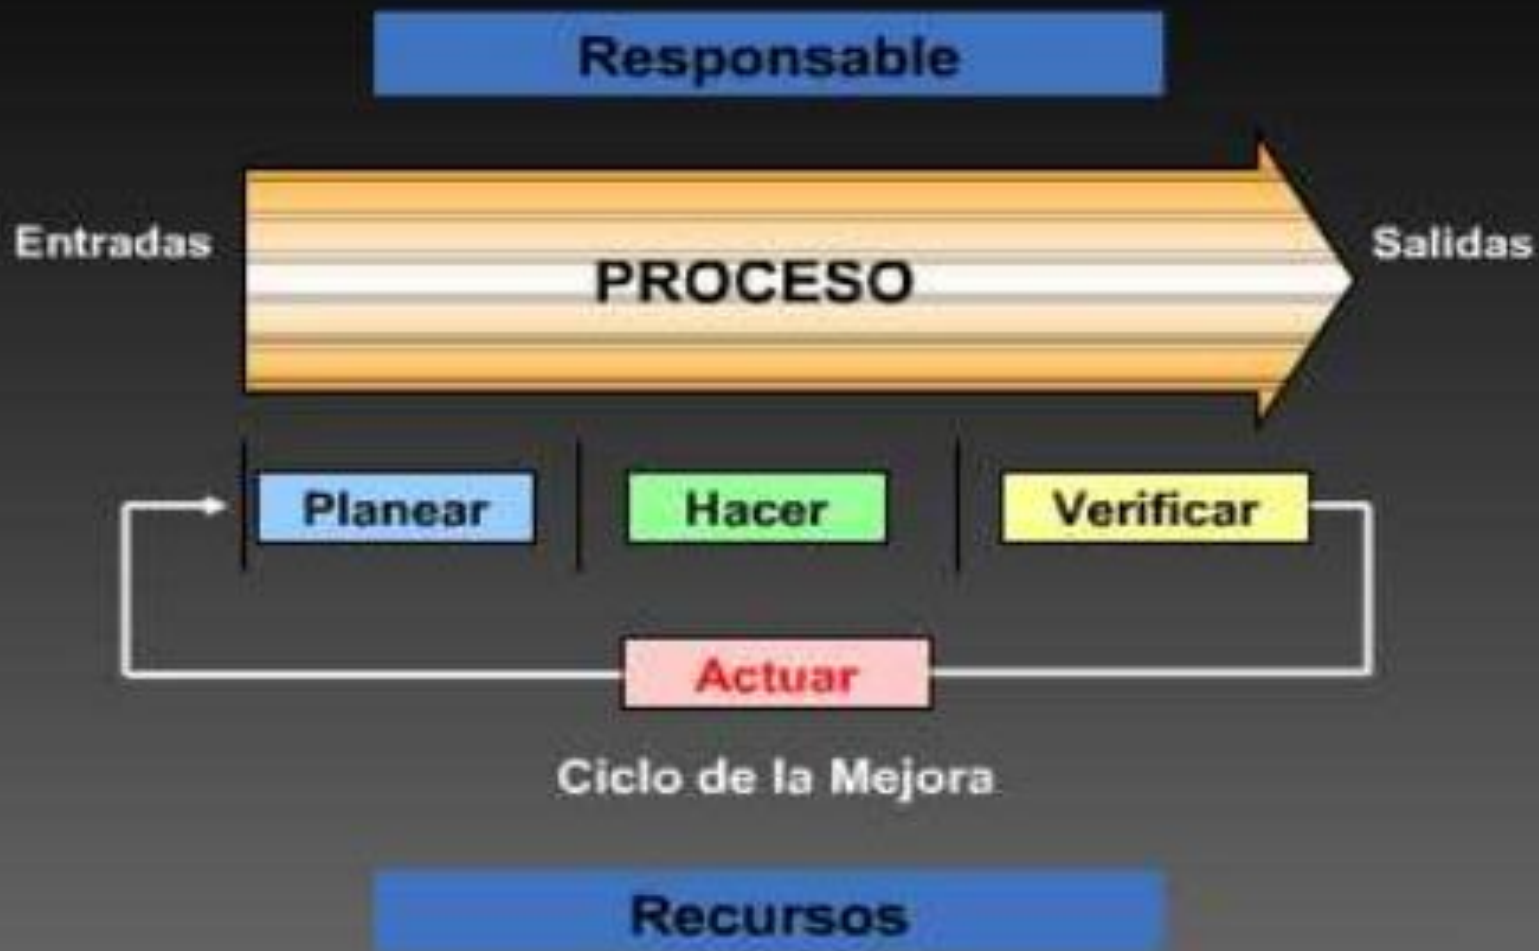 Responsable
Entradas
PROCESO
Salidas
Planear
Hacer
Verificar
Actuar
Ciclo de la Mejora
Recursos